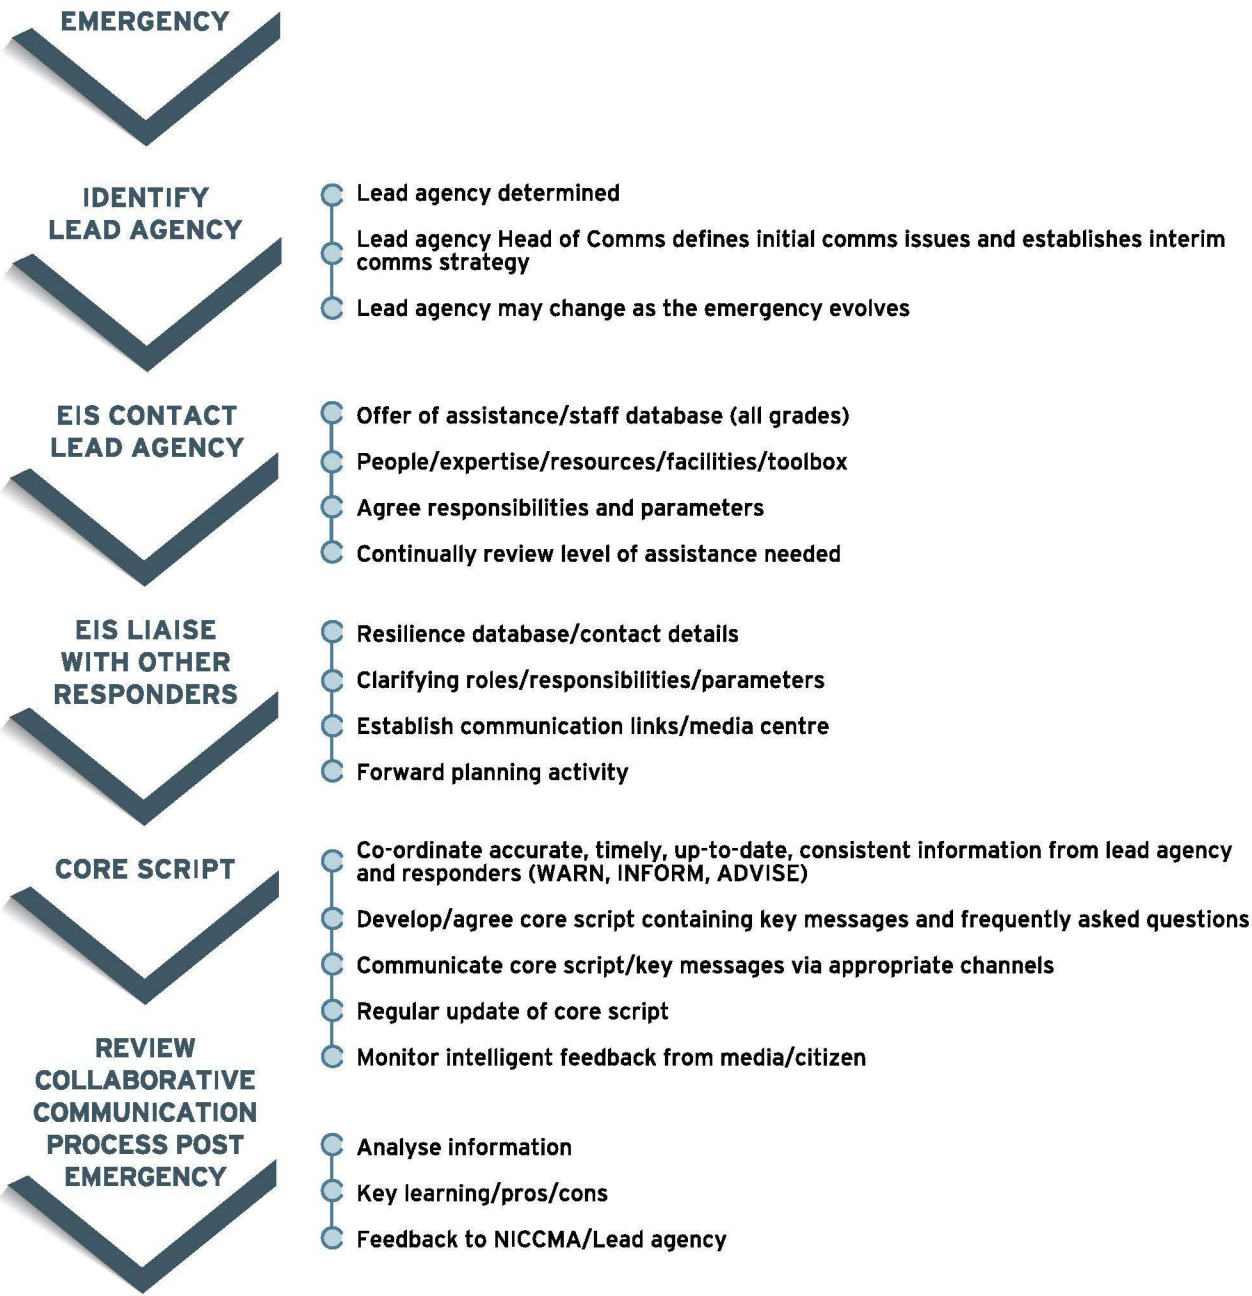 EMERGENCY
IDENTIFY
LEAD AGENCY
Lead agency determined
Lead agency Head of Comms defines initial comms issues and establishes interim
comms strategy
Lead agency may change as the emergency evolves
EIS CONTACT
LEAD AGENCY
Offer of assistance/staff database (all grades)
People/expertise/resources/facilities/toolbox
Agree responsibilities and parameters
Continually review level of assistance needed
EIS LIAISE
WITH OTHER
RESPONDERS
Resilience database/contact details
Clarifying roles/responsibilities/parameters
Establish communication links/media centre
Forward planning activity
CORE SCRIPT
Co-ordinate accurate, timely, up-to-date, consistent information from lead agency
and responders (WARN, INFORM, ADVISE)
Develop/agree core script containing key messages and frequently asked questions
Communicate core script/key messages via appropriate channels
Regular update of core script
Monitor intelligent feedback from media/citizen
REVIEW
COLLABORATIVE
COMMUNICATION
PROCESS POST
EMERGENCY
Analyse information
Key learning/pros/cons
Feedback to NICCMA/Lead agency